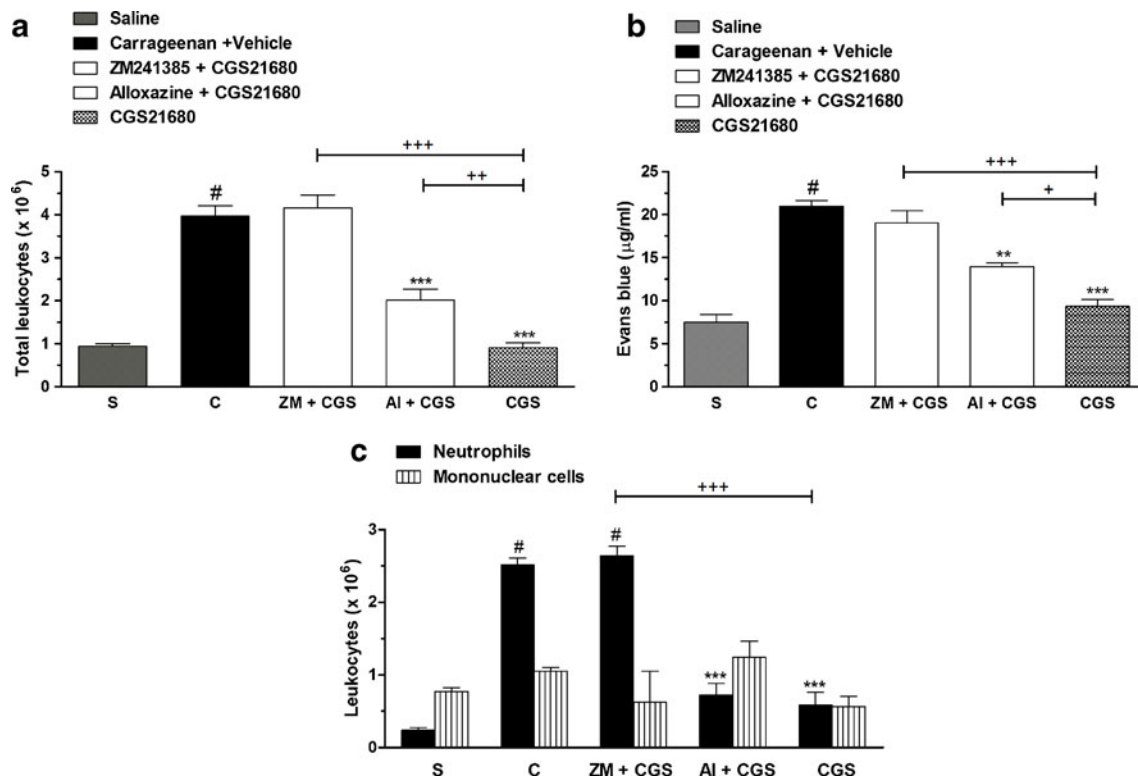 a
Saline
Carrageenan +Vehicle
ZM241385 + CGS21680
Alloxazine + CGS21680
CGS21680
+++
++
#
***
***
Total leukocytes (x 10⁶)
5
4
3
2
1
0
S C ZM + CGS Al + CGS CGS
b
Saline
Carageenan + Vehicle
ZM241385 + CGS21680
Alloxazine + CGS21680
CGS21680
+++
+
#
**
***
Evans blue (µg/ml)
25
20
15
10
5
0
S C ZM + CGS Al + CGS CGS
c
Neutrophils
Mononuclear cells
+++
#
#
***
***
Leukocytes (x 10⁶)
3
2
1
0
S C ZM + CGS Al + CGS CGS